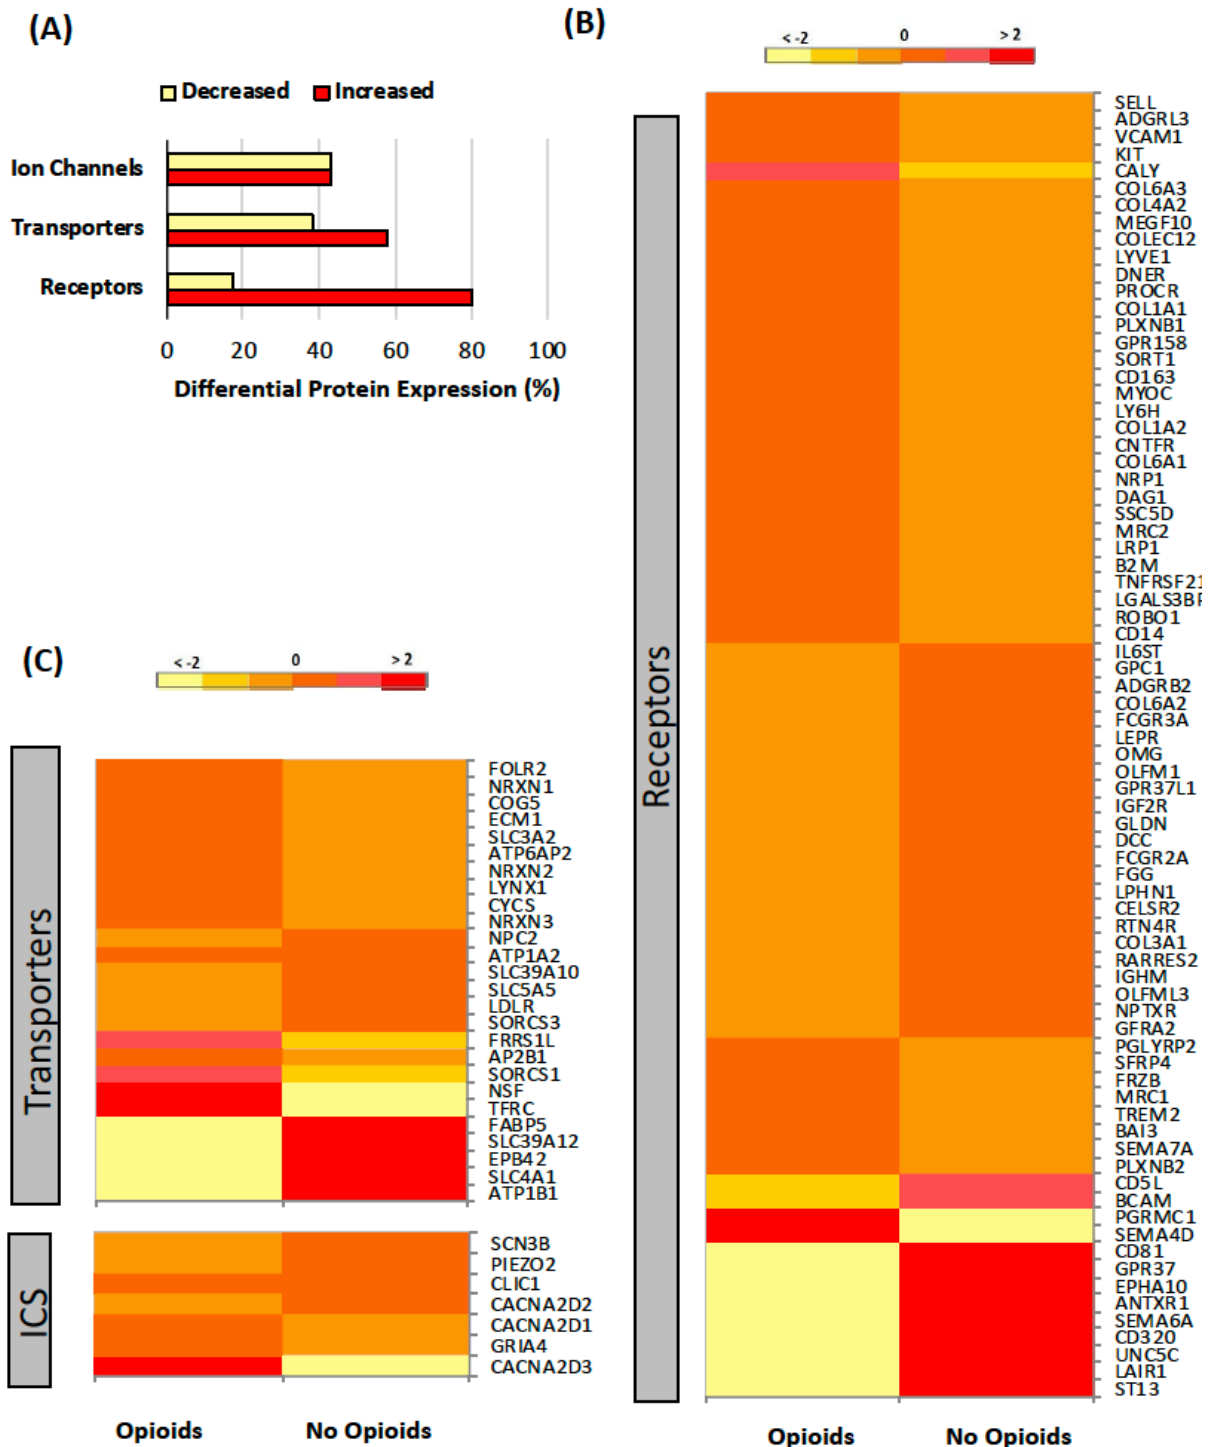 (A)
Decreased Increased
Ion Channels
Transporters
Receptors
0 20 40 60 80 100
Differential Protein Expression (%)
(B)
< -2 0 > 2
Receptors
SELL
ADGRL3
VCAM1
KIT
CALY
COL6A3
COL4A2
MEGF10
COLEC12
LYVE1
DNER
PROCR
COL1A1
PLXNB1
GPR158
SORT1
CD163
MYOC
LY6H
COL1A2
CNTFR
COL6A1
NRP1
DAG1
SSC5D
MRC2
LRP1
B2M
TNFRSF21
LGALS3BP
ROBO1
CD14
IL6ST
GPC1
ADGRB2
COL6A2
FCGR3A
LEPR
OMG
OLFM1
GPR37L1
IGF2R
GLDN
DCC
FCGR2A
FGG
LPHN1
CELSR2
RTN4R
COL3A1
RARRES2
IGHM
OLFML3
NPTXR
GFRA2
PGLYRP2
SFRP4
FRZB
MRC1
TREM2
BAI3
SEMA7A
PLXNB2
CD5L
BCAM
PGRMC1
SEMA4D
CD81
GPR37
EPHA10
ANTXR1
SEMA6A
CD320
UNC5C
LAIR1
ST13
Opioids No Opioids
(C)
< -2 0 > 2
Transporters
FOLR2
NRXN1
COG5
ECM1
SLC3A2
ATP6AP2
NRXN2
LYNX1
CYCS
NRXN3
NPC2
ATP1A2
SLC39A10
SLC5A5
LDLR
SORCS3
FRRS1L
AP2B1
SORCS1
NSF
TFRC
FABP5
SLC39A12
EPB42
SLC4A1
ATP1B1
ICS
SCN3B
PIEZO2
CLIC1
CACNA2D2
CACNA2D1
GRIA4
CACNA2D3
Opioids No Opioids